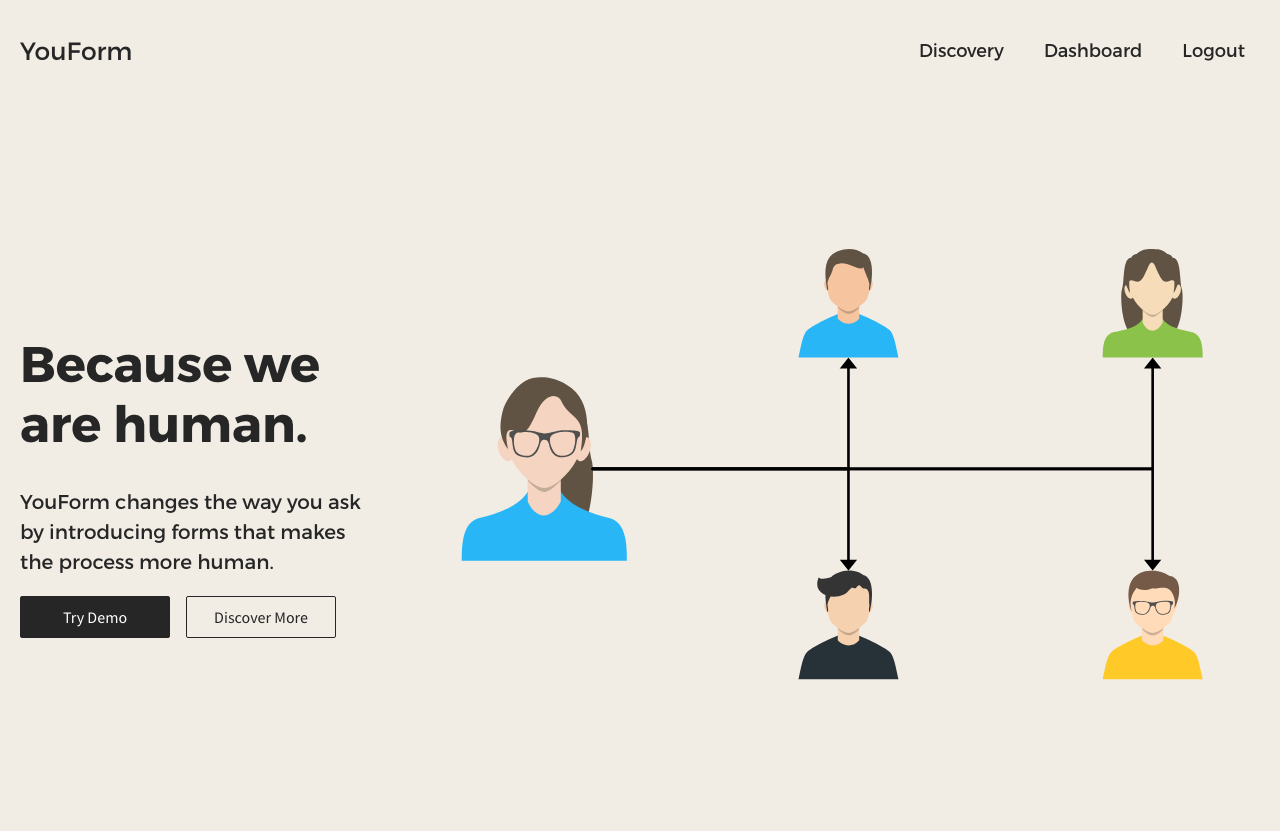 YouForm
Discovery
Dashboard
Logout
Because we
are human.
YouForm changes the way you ask
by introducing forms that makes
the process more human.
Try Demo
Discover More